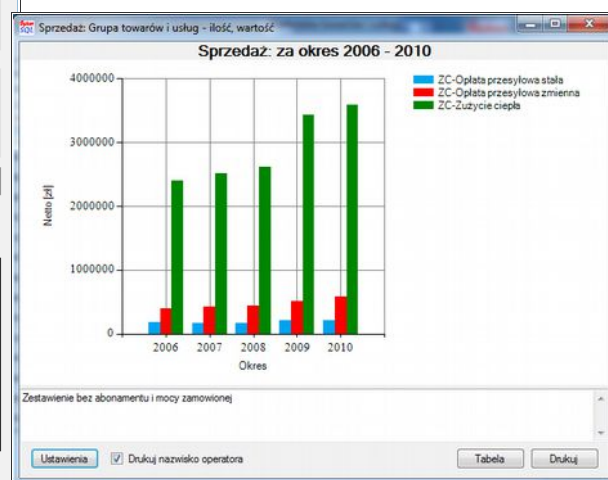 Sprzedaż: Grupa towarów i usług - ilość, wartość
Sprzedaż: za okres 2006 - 2010
ZC-Opłata przesyłowa stała
ZC-Opłata przesyłowa zmienna
ZC-Zużycie ciepła
4000000
3000000
2000000
1000000
0
Netto [zł]
2006 2007 2008 2009 2010
Okres
Zestawienie bez abonamentu i mocy zamowionej
Ustawienia Drukuj nazwisko operatora Tabela Drukuj